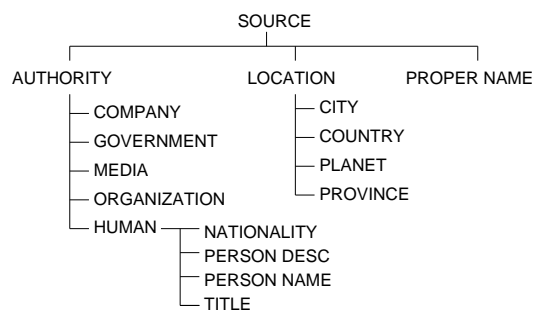 SOURCE
AUTHORITY LOCATION PROPER NAME
COMPANY CITY
GOVERNMENT COUNTRY
MEDIA PLANET
ORGANIZATION PROVINCE
HUMAN NATIONALITY
PERSON DESC
PERSON NAME
TITLE